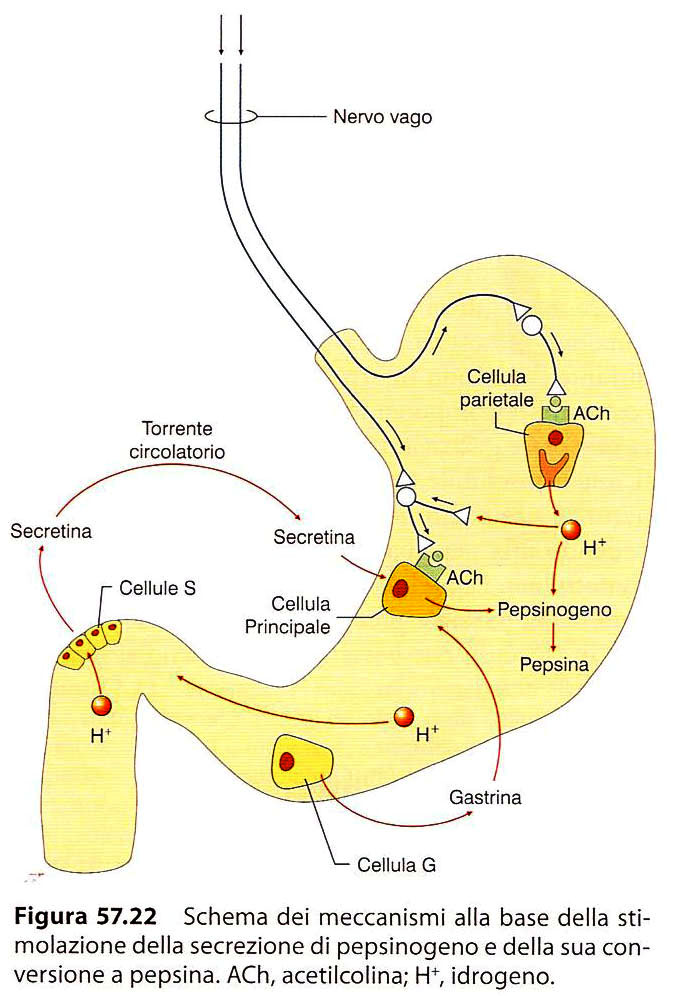 Nervo vago
Cellula
parietale
ACh
Torrente
circolatorio
Secretina
Secretina
H+
ACh
Cellule S
Cellula
Principale
Pepsinogeno
Pepsina
H+
H+
Gastrina
Cellula G
Figura 57.22 Schema dei meccanismi alla base della sti-
molazione della secrezione di pepsinogeno e della sua con-
versione a pepsina. ACh, acetilcolina; H+, idrogeno.